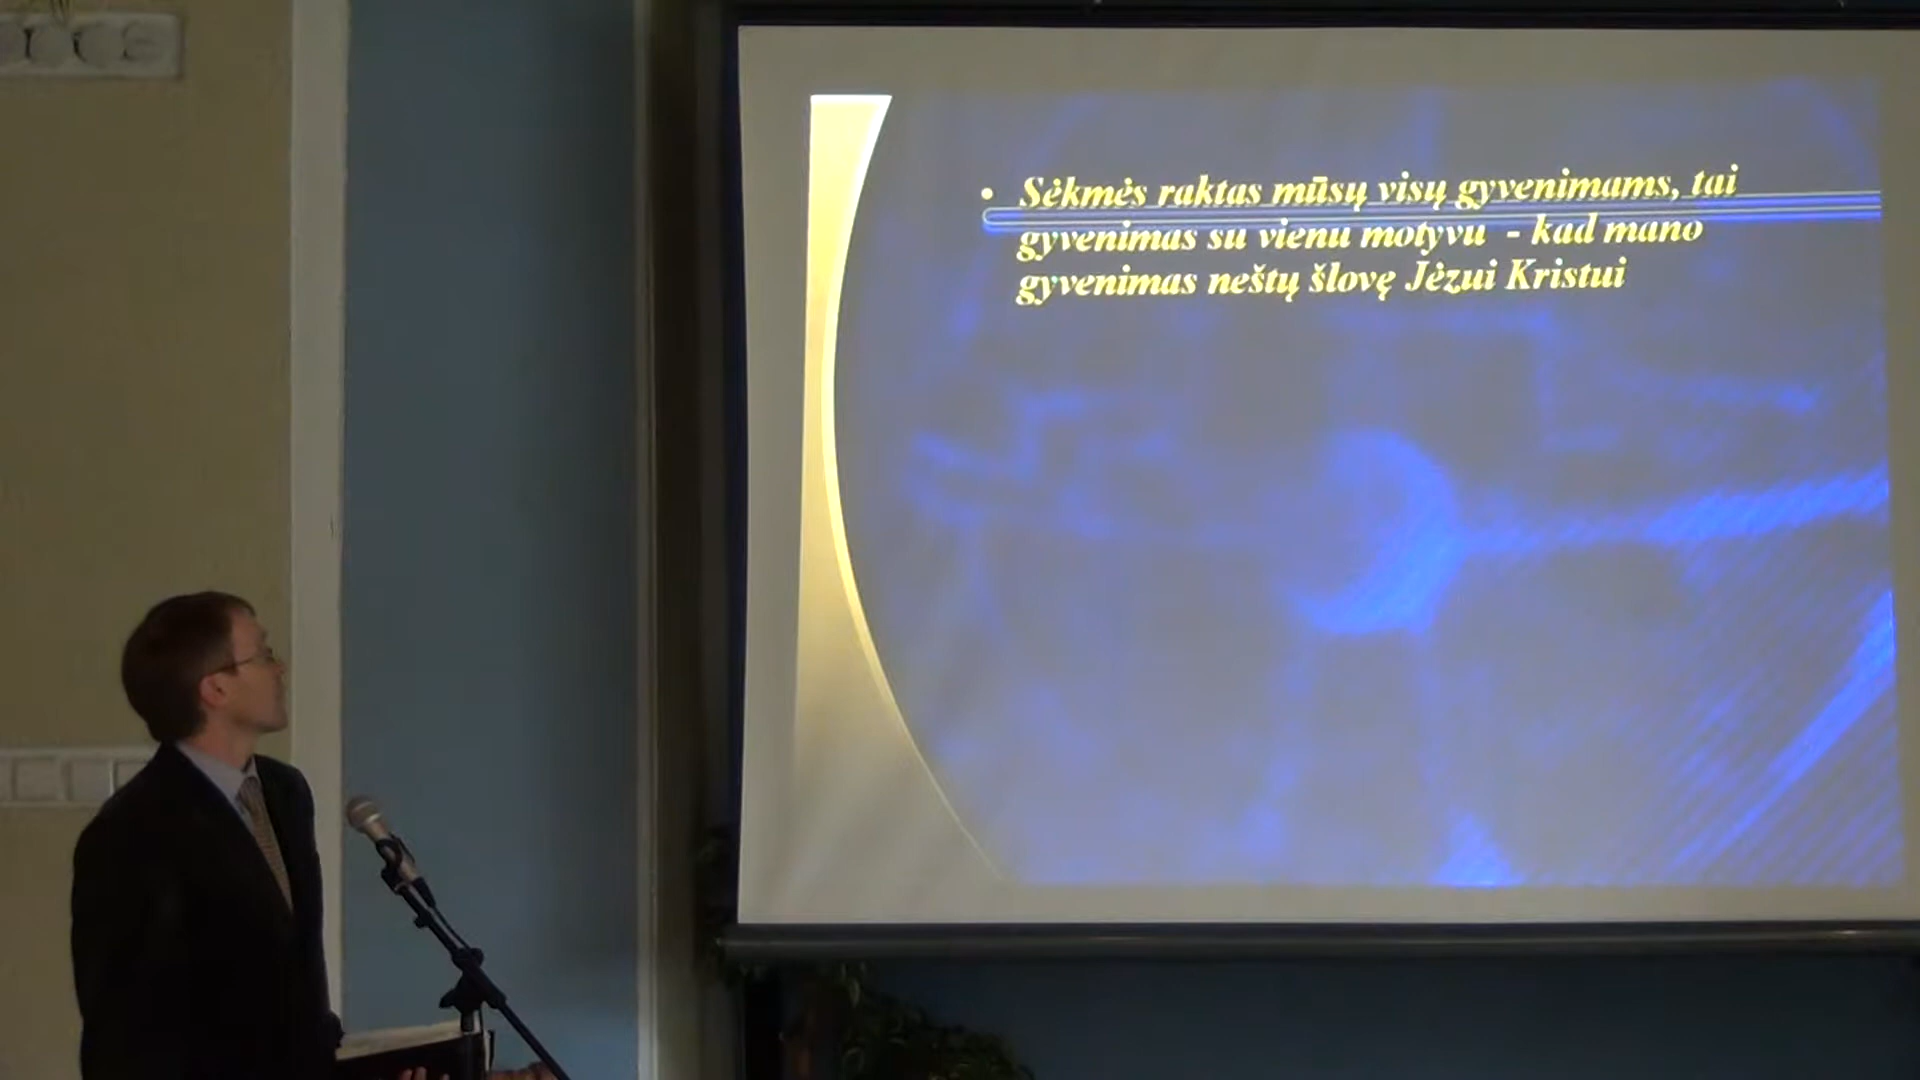 • Sėkmės raktas mūsų visų gyvenimams, tai
gyvenimas su vienu motyvu - kad mano
gyvenimas neštų šlovę Jėzui Kristui